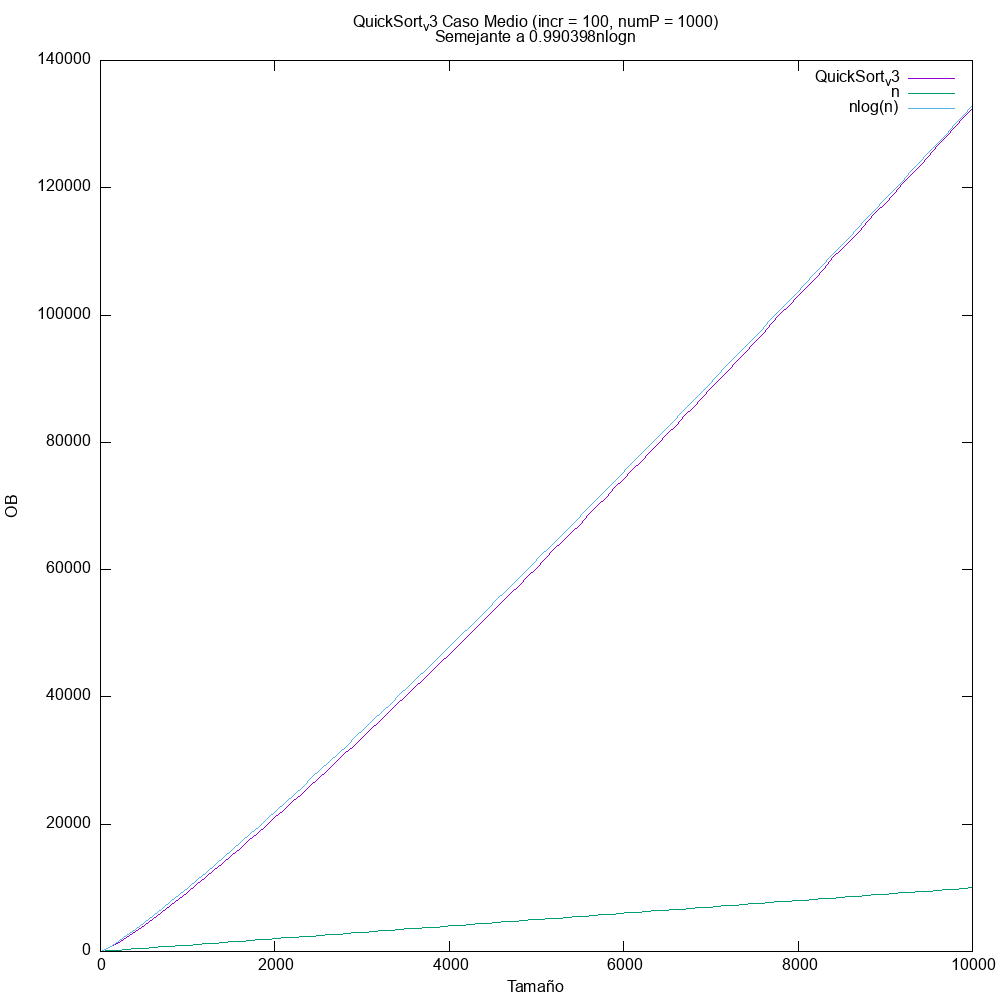 QuickSortᵥ3 Caso Medio (incr = 100, numP = 1000)
Semejante a 0.990398nlogn
140000
120000
100000
80000
60000
40000
20000
0
OB
QuickSortᵥ3
n
nlog(n)
0 2000 4000 6000 8000 10000
Tamaño